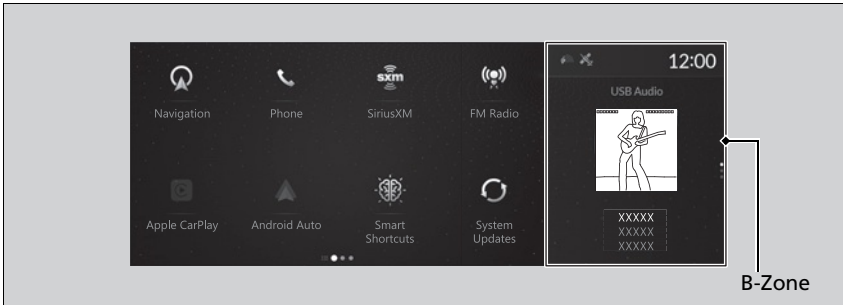 12:00
sxm
Navigation
Phone
SiriusXM
FM Radio
USB Audio
Apple CarPlay
Android Auto
Smart
Shortcuts
System
Updates
XXXXX
XXXXX
XXXXX
B-Zone